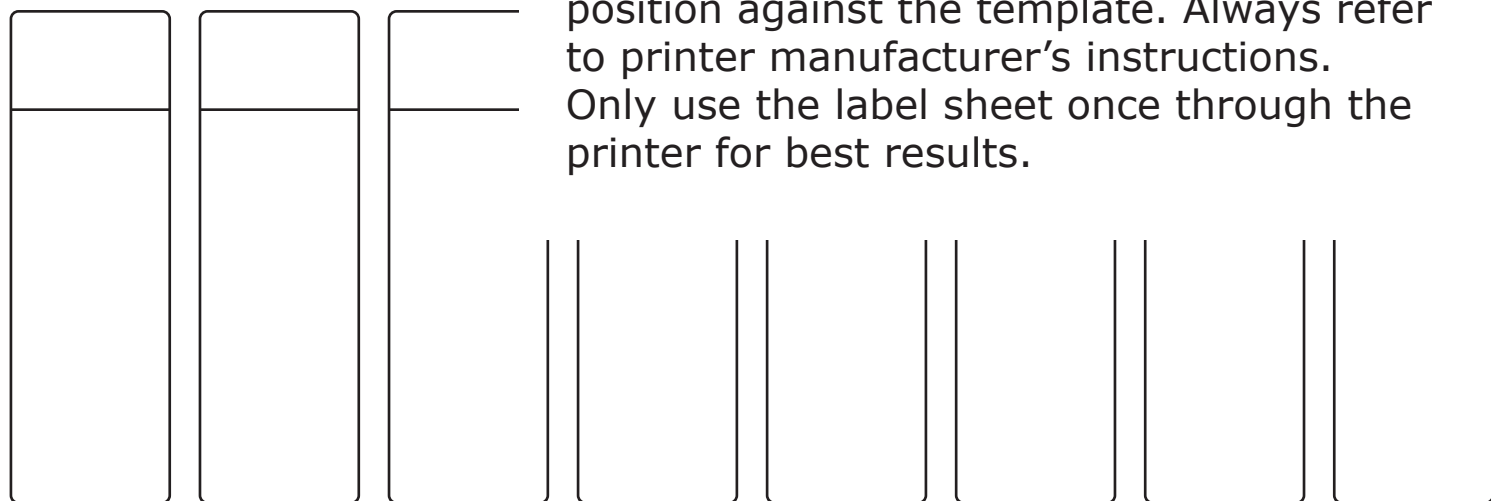 position against the template. Always refer
to printer manufacturer’s instructions.
Only use the label sheet once through the
printer for best results.